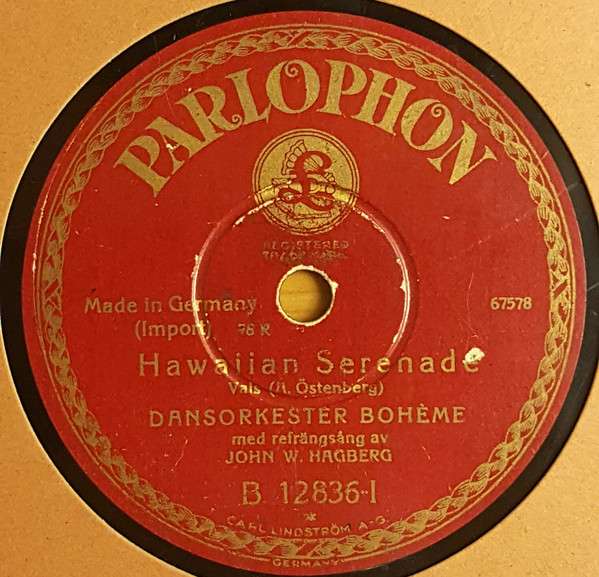 PARLOPHON
REGISTERED
TRADE MARK
Made in Germany.
(Import) 78 R
67578
Hawaiian Serenade
Vals (A. Östenberg)
DANSORKESTER BOHÈME
med refrängsång av
JOHN W. HAGBERG
B. 12836-I
CARL LINDSTRÖM A-G.
GERMANY